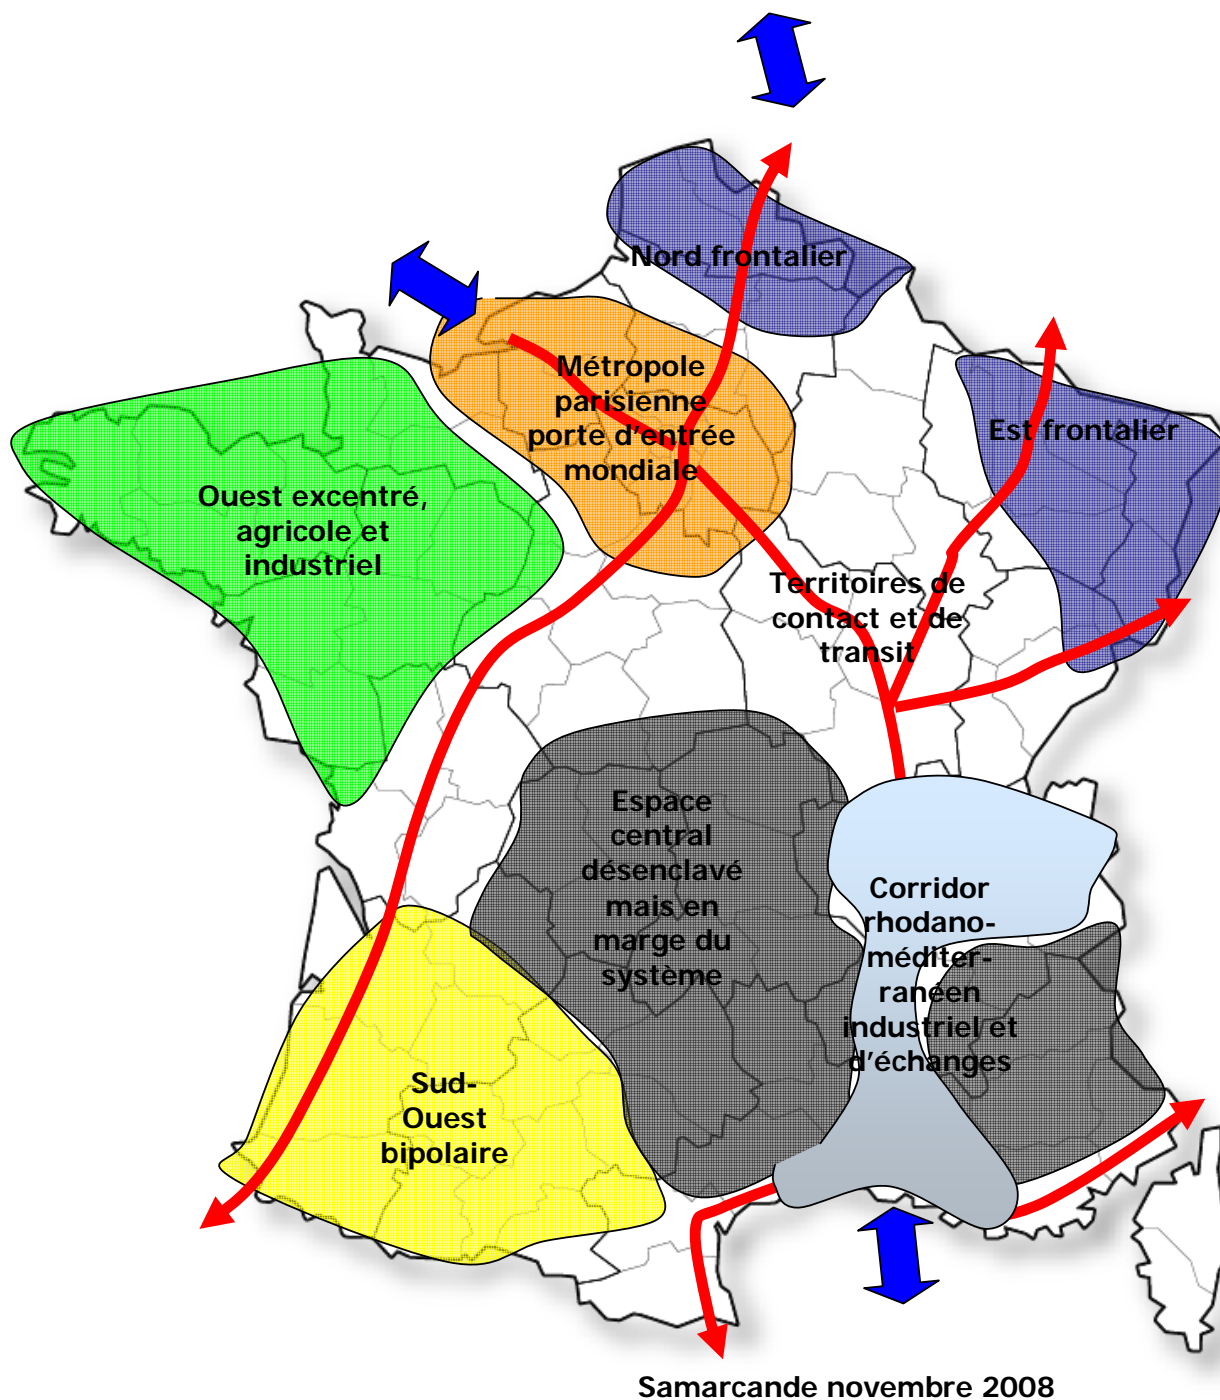 Nord frontalier
Métropole
parisienne
porte d'entrée
mondiale
Est frontalier
Ouest excentré,
agricole et
industriel
Territoires de
contact et de
transit
Espace
central
désenclavé
mais en
marge du
système
Corridor
rhodano-
méditer-
ranéen
industriel et
d'échanges
Sud-
Ouest
bipolaire
Samarcande novembre 2008